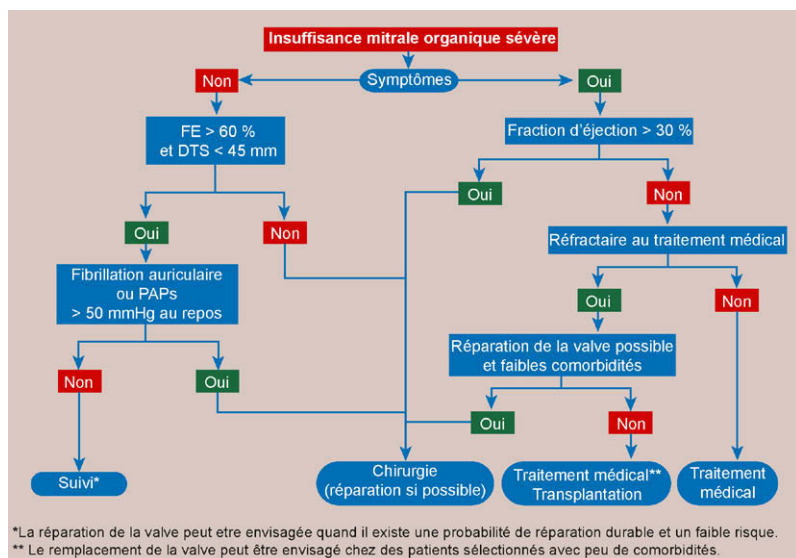 Insuffisance mitrale organique sévère
Non
Symptômes
Oui
FE > 60 %
et DTS < 45 mm
Fraction d'éjection > 30 %
Oui
Non
Oui
Non
Réfractaire au traitement médical
Fibrillation auriculaire
ou PAPs
> 50 mmHg au repos
Oui
Non
Réparation de la valve possible
et faibles comorbidités
Non
Oui
Oui
Non
Suivi*
Chirurgie
(réparation si possible)
Traitement médical**
Transplantation
Traitement
médical
*La réparation de la valve peut etre envisagée quand il existe une probabilité de réparation durable et un faible risque.
** Le remplacement de la valve peut être envisagé chez des patients sélectionnés avec peu de comorbidités.